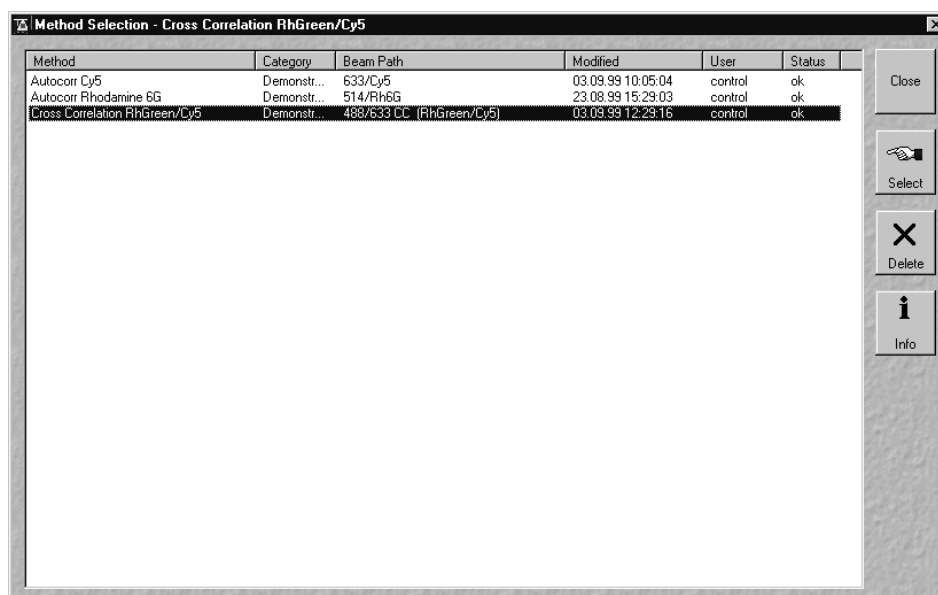 Method Selection - Cross Correlation RhGreen/Cy5
Method Category Beam Path Modified User Status
Autocorr Cy5 Demonstr... 633/Cy5 03.09.99 10:05:04 control ok
Autocorr Rhodamine 6G Demonstr... 514/Rh6G 23.08.99 15:29:03 control ok
Cross Correlation RhGreen/Cy5 Demonstr... 488/633 CC (RhGreen/Cy5) 03.09.99 12:29:16 control ok
Close
Select
Delete
Info